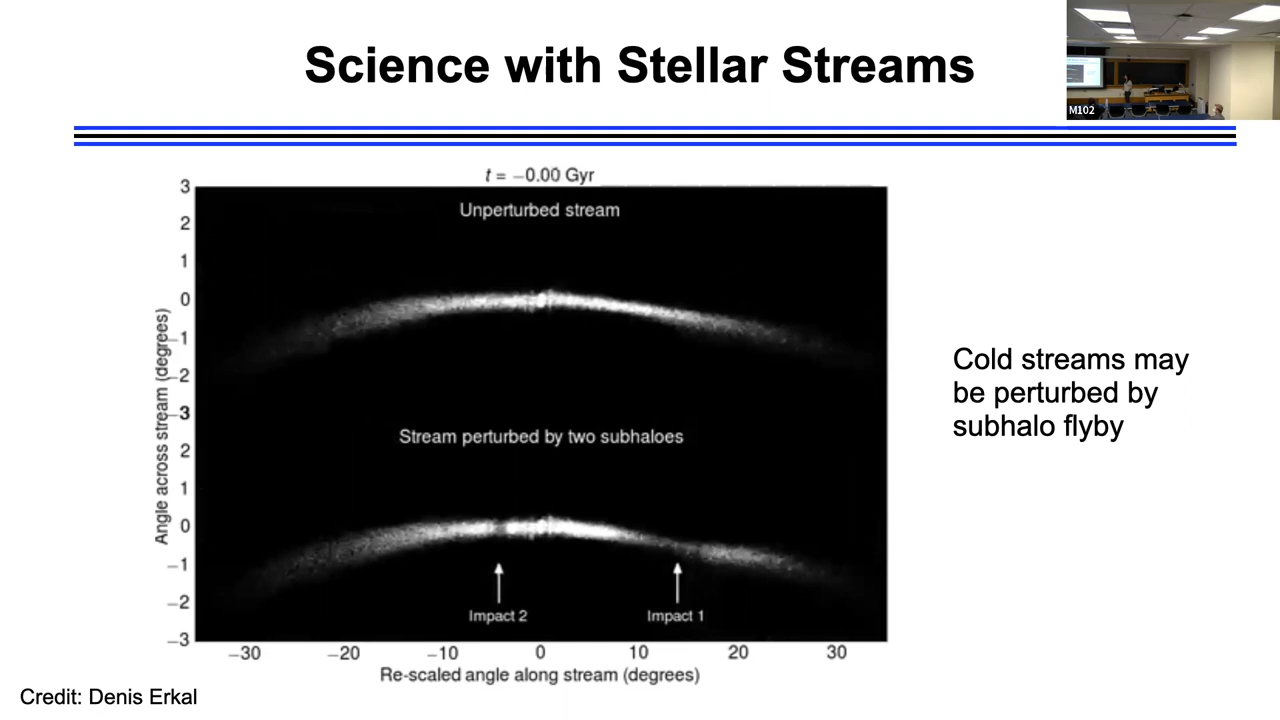 Science with Stellar Streams
M102
t = −0.00 Gyr
Unperturbed stream
3
2
1
0
−1
−2
−3
Stream perturbed by two subhaloes
2
1
0
−1
−2
−3
Impact 2
Impact 1
−30
−20
−10
0
10
20
30
Angle across stream (degrees)
Re-scaled angle along stream (degrees)
Cold streams may
be perturbed by
subhalo flyby
Credit: Denis Erkal